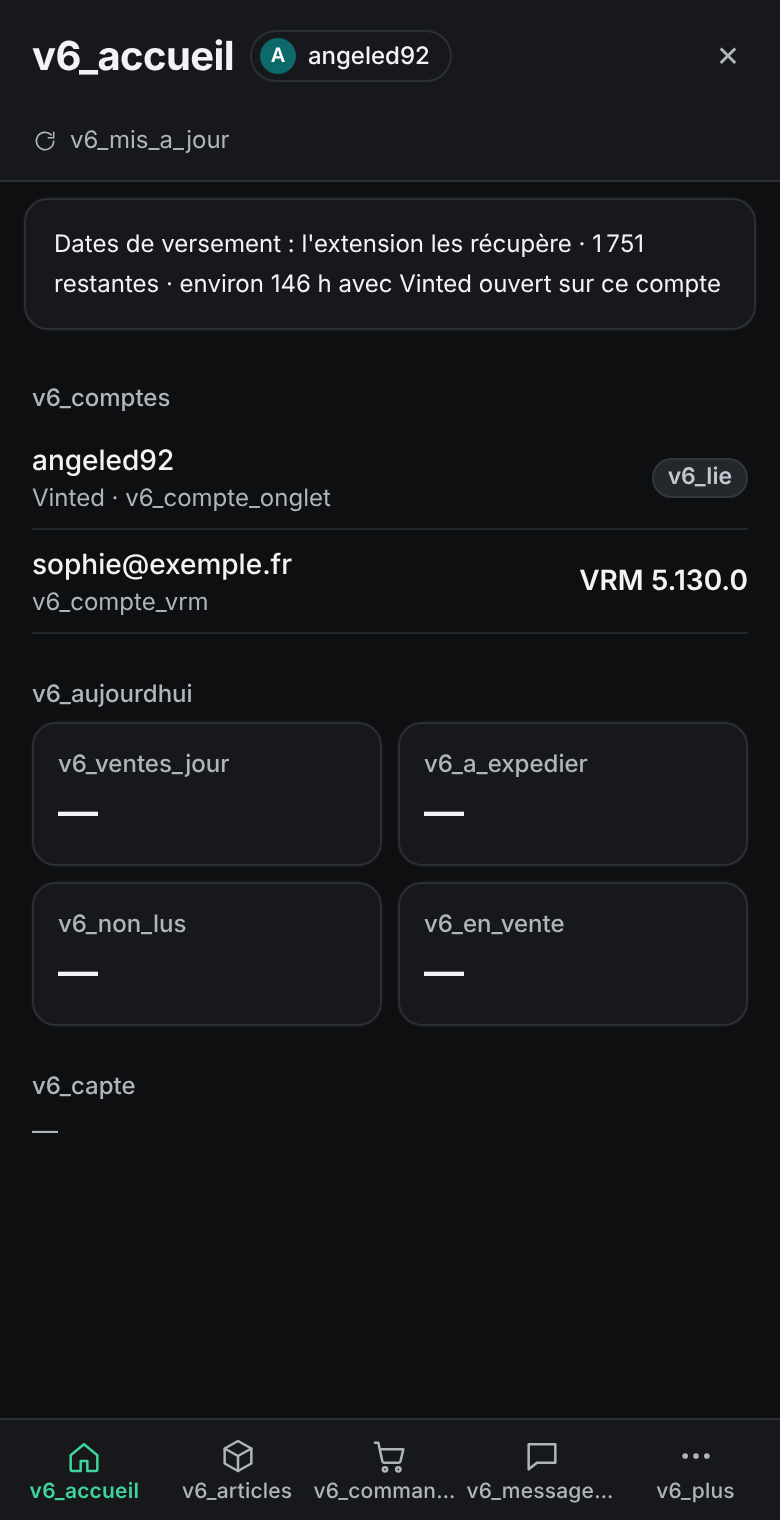 v6_accueil
A angeled92
v6_mis_a_jour
Dates de versement : l'extension les récupère · 1 751
restantes · environ 146 h avec Vinted ouvert sur ce compte
v6_comptes
angeled92
Vinted · v6_compte_onglet
v6_lie
sophie@exemple.fr
v6_compte_vrm
VRM 5.130.0
v6_aujourdhui
v6_ventes_jour
—
v6_a_expedier
—
v6_non_lus
—
v6_en_vente
—
v6_capte
—
v6_accueil
v6_articles
v6_comman...
v6_message...
v6_plus